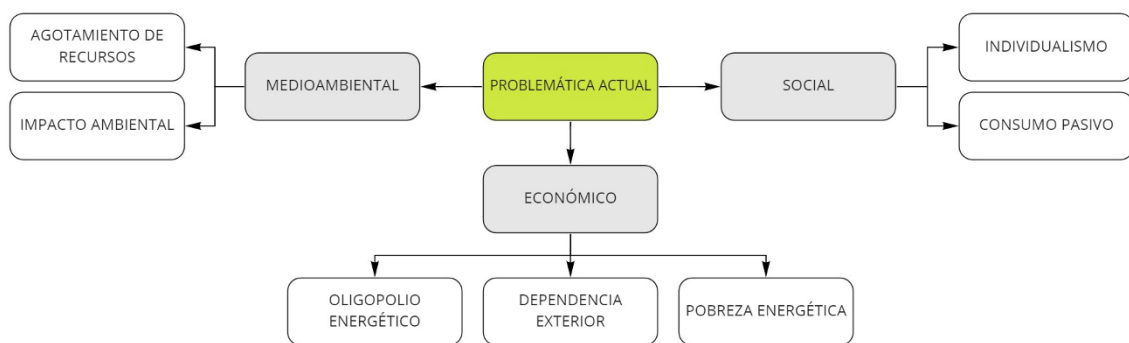 AGOTAMIENTO DE
RECURSOS
IMPACTO AMBIENTAL
MEDIOAMBIENTAL
PROBLEMÁTICA ACTUAL
SOCIAL
INDIVIDUALISMO
CONSUMO PASIVO
ECONÓMICO
OLIGOPOLIO
ENERGÉTICO
DEPENDENCIA
EXTERIOR
POBREZA ENERGÉTICA